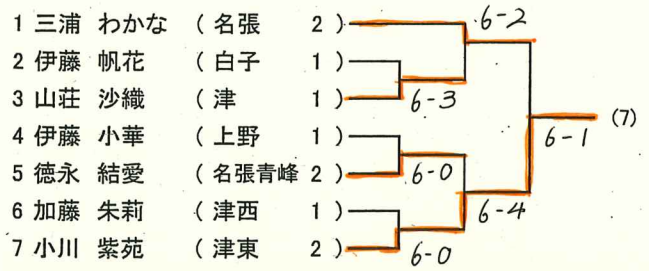 1 三浦 わかな (名張 2)
6-2
2 伊藤 帆花 (白子 1)
3 山荘 沙織 (津 1)
6-3
(7)
4 伊藤 小華 (上野 1)
6-1
5 徳永 結愛 (名張青峰 2)
6-0
6 加藤 朱莉 (津西 1)
6-4
7 小川 紫苑 (津東 2)
6-0